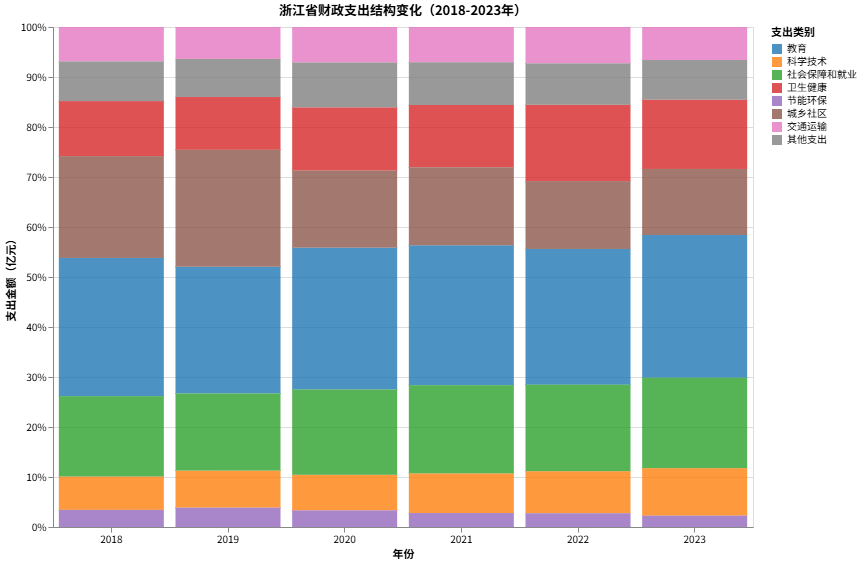 浙江省财政支出结构变化（2018-2023年）
支出金额（亿元）
100%
90%
80%
70%
60%
50%
40%
30%
20%
10%
0%
2018
2019
2020
2021
2022
2023
年份
支出类别
教育
科学技术
社会保障和就业
卫生健康
节能环保
城乡社区
交通运输
其他支出